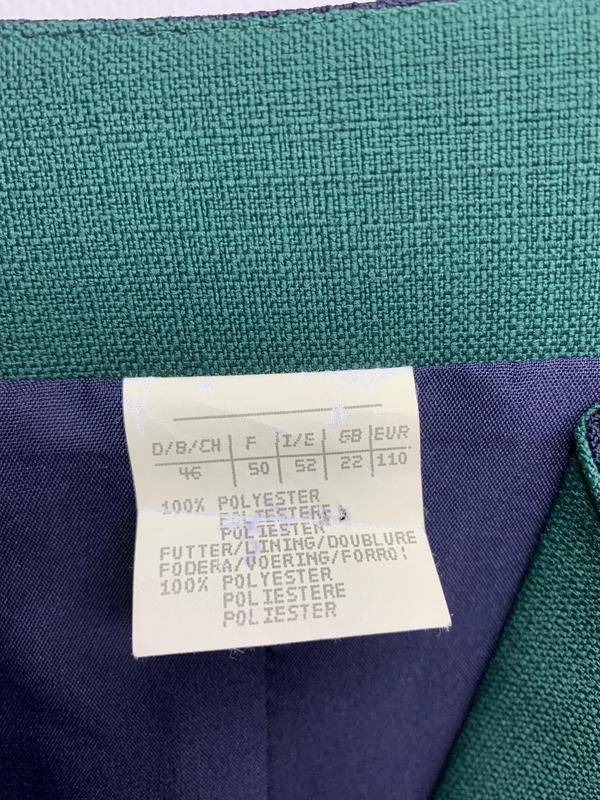 D/B/CH F I/E GB EUR
46 50 52 22 110
100% POLYESTER
POLIESTERE
POLIESTER
FUTTER/LINING/DOUBLURE
FODERA/VOERING/FORRO:
100% POLYESTER
POLIESTERE
POLIESTER